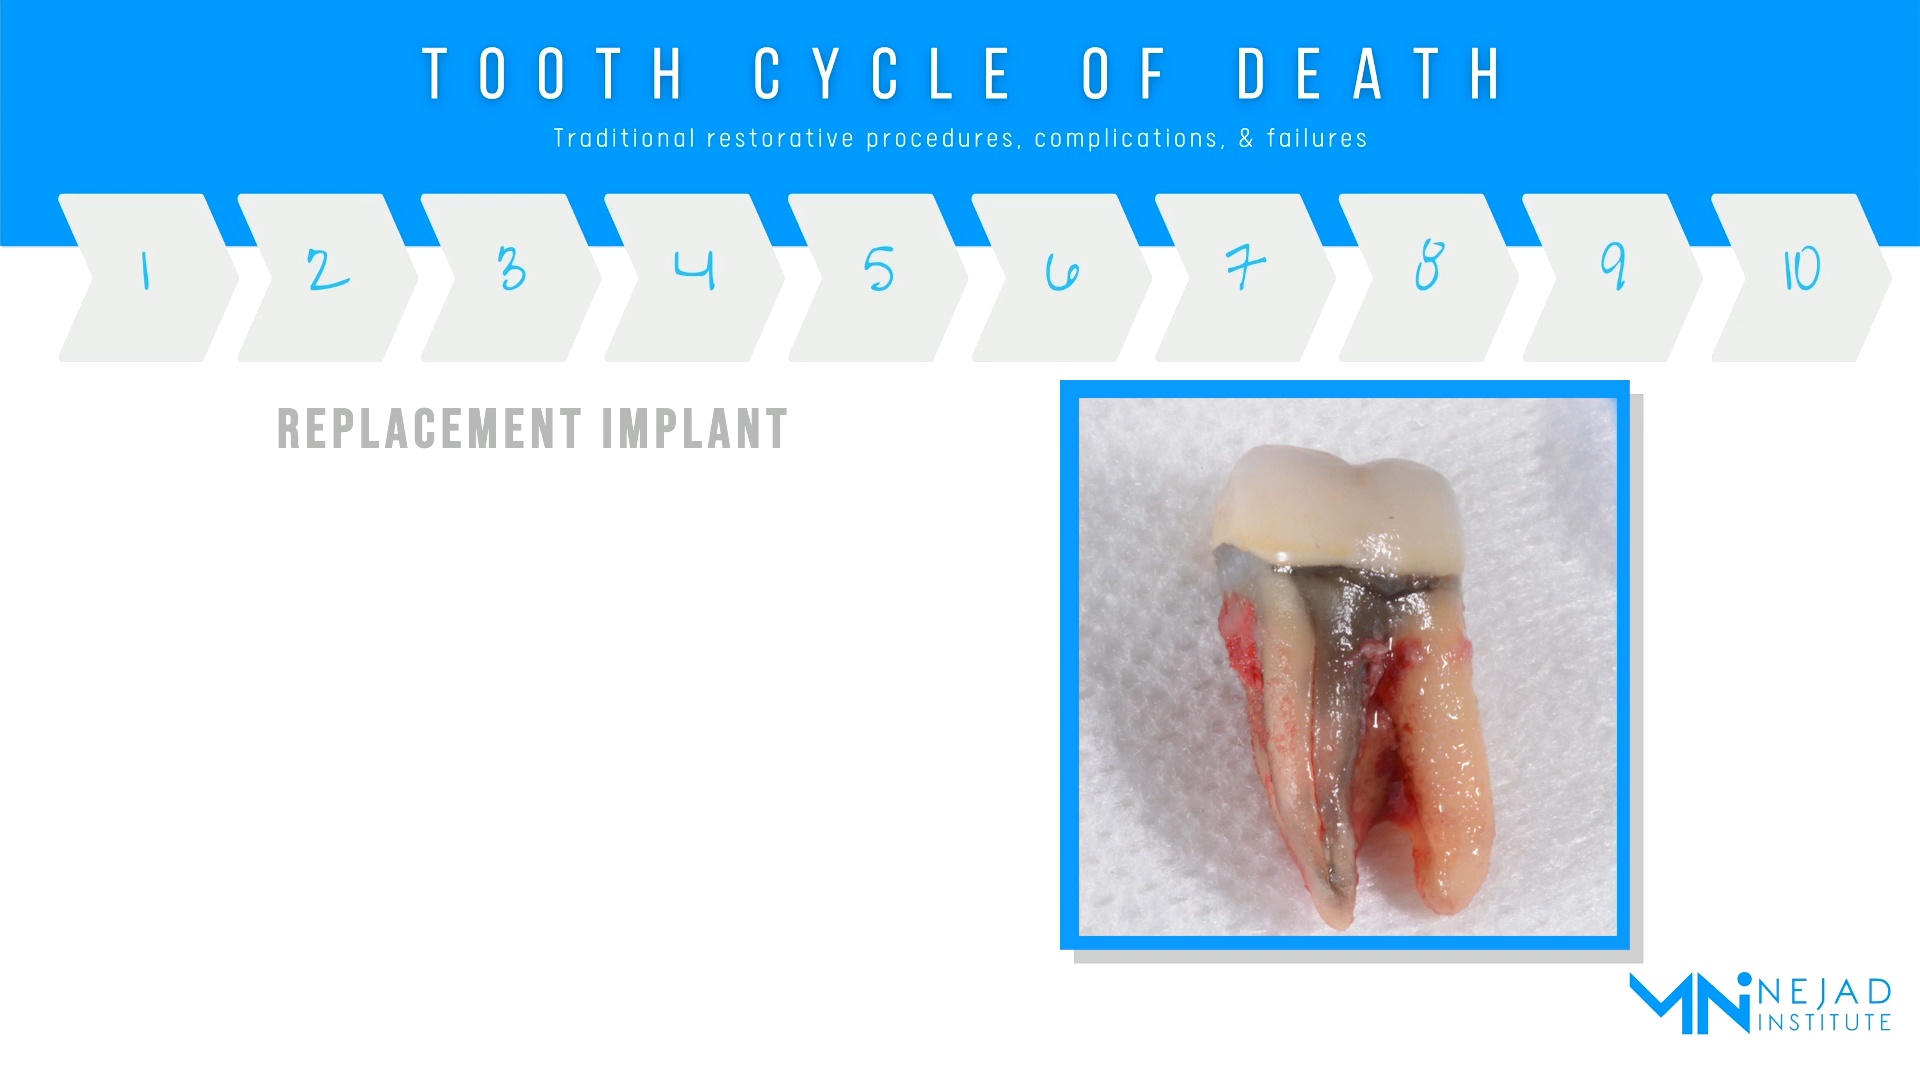 TOOTH CYCLE OF DEATH
Traditional restorative procedures, complications, & failures
1 2 3 4 5 6 7 8 9 10
REPLACEMENT IMPLANT
NEJAD
INSTITUTE